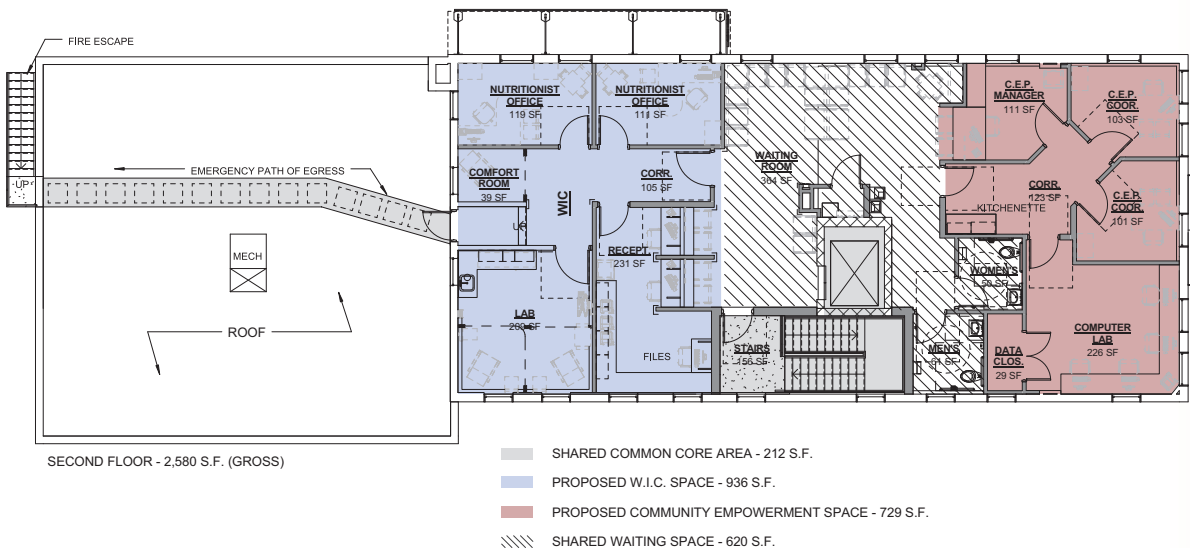 FIRE ESCAPE
NUTRITIONIST
OFFICE
119 SF
NUTRITIONIST
OFFICE
111 SF
C.E.P.
MANAGER
111 SF
C.E.P.
COOR.
103 SF
EMERGENCY PATH OF EGRESS
UP
COMFORT
ROOM
39 SF
WIC
CORR.
105 SF
WAITING
ROOM
364 SF
CORR.
123 SF
KITCHENETTE
C.E.P.
COOR.
101 SF
UP
MECH
RECEPT.
231 SF
WOMEN'S
50 SF
ROOF
LAB
FILES
STAIRS
156 SF
MEN'S
DATA
CLOS.
29 SF
COMPUTER
LAB
226 SF
SECOND FLOOR - 2,580 S.F. (GROSS)
SHARED COMMON CORE AREA - 212 S.F.
PROPOSED W.I.C. SPACE - 936 S.F.
PROPOSED COMMUNITY EMPOWERMENT SPACE - 729 S.F.
SHARED WAITING SPACE - 620 S.F.